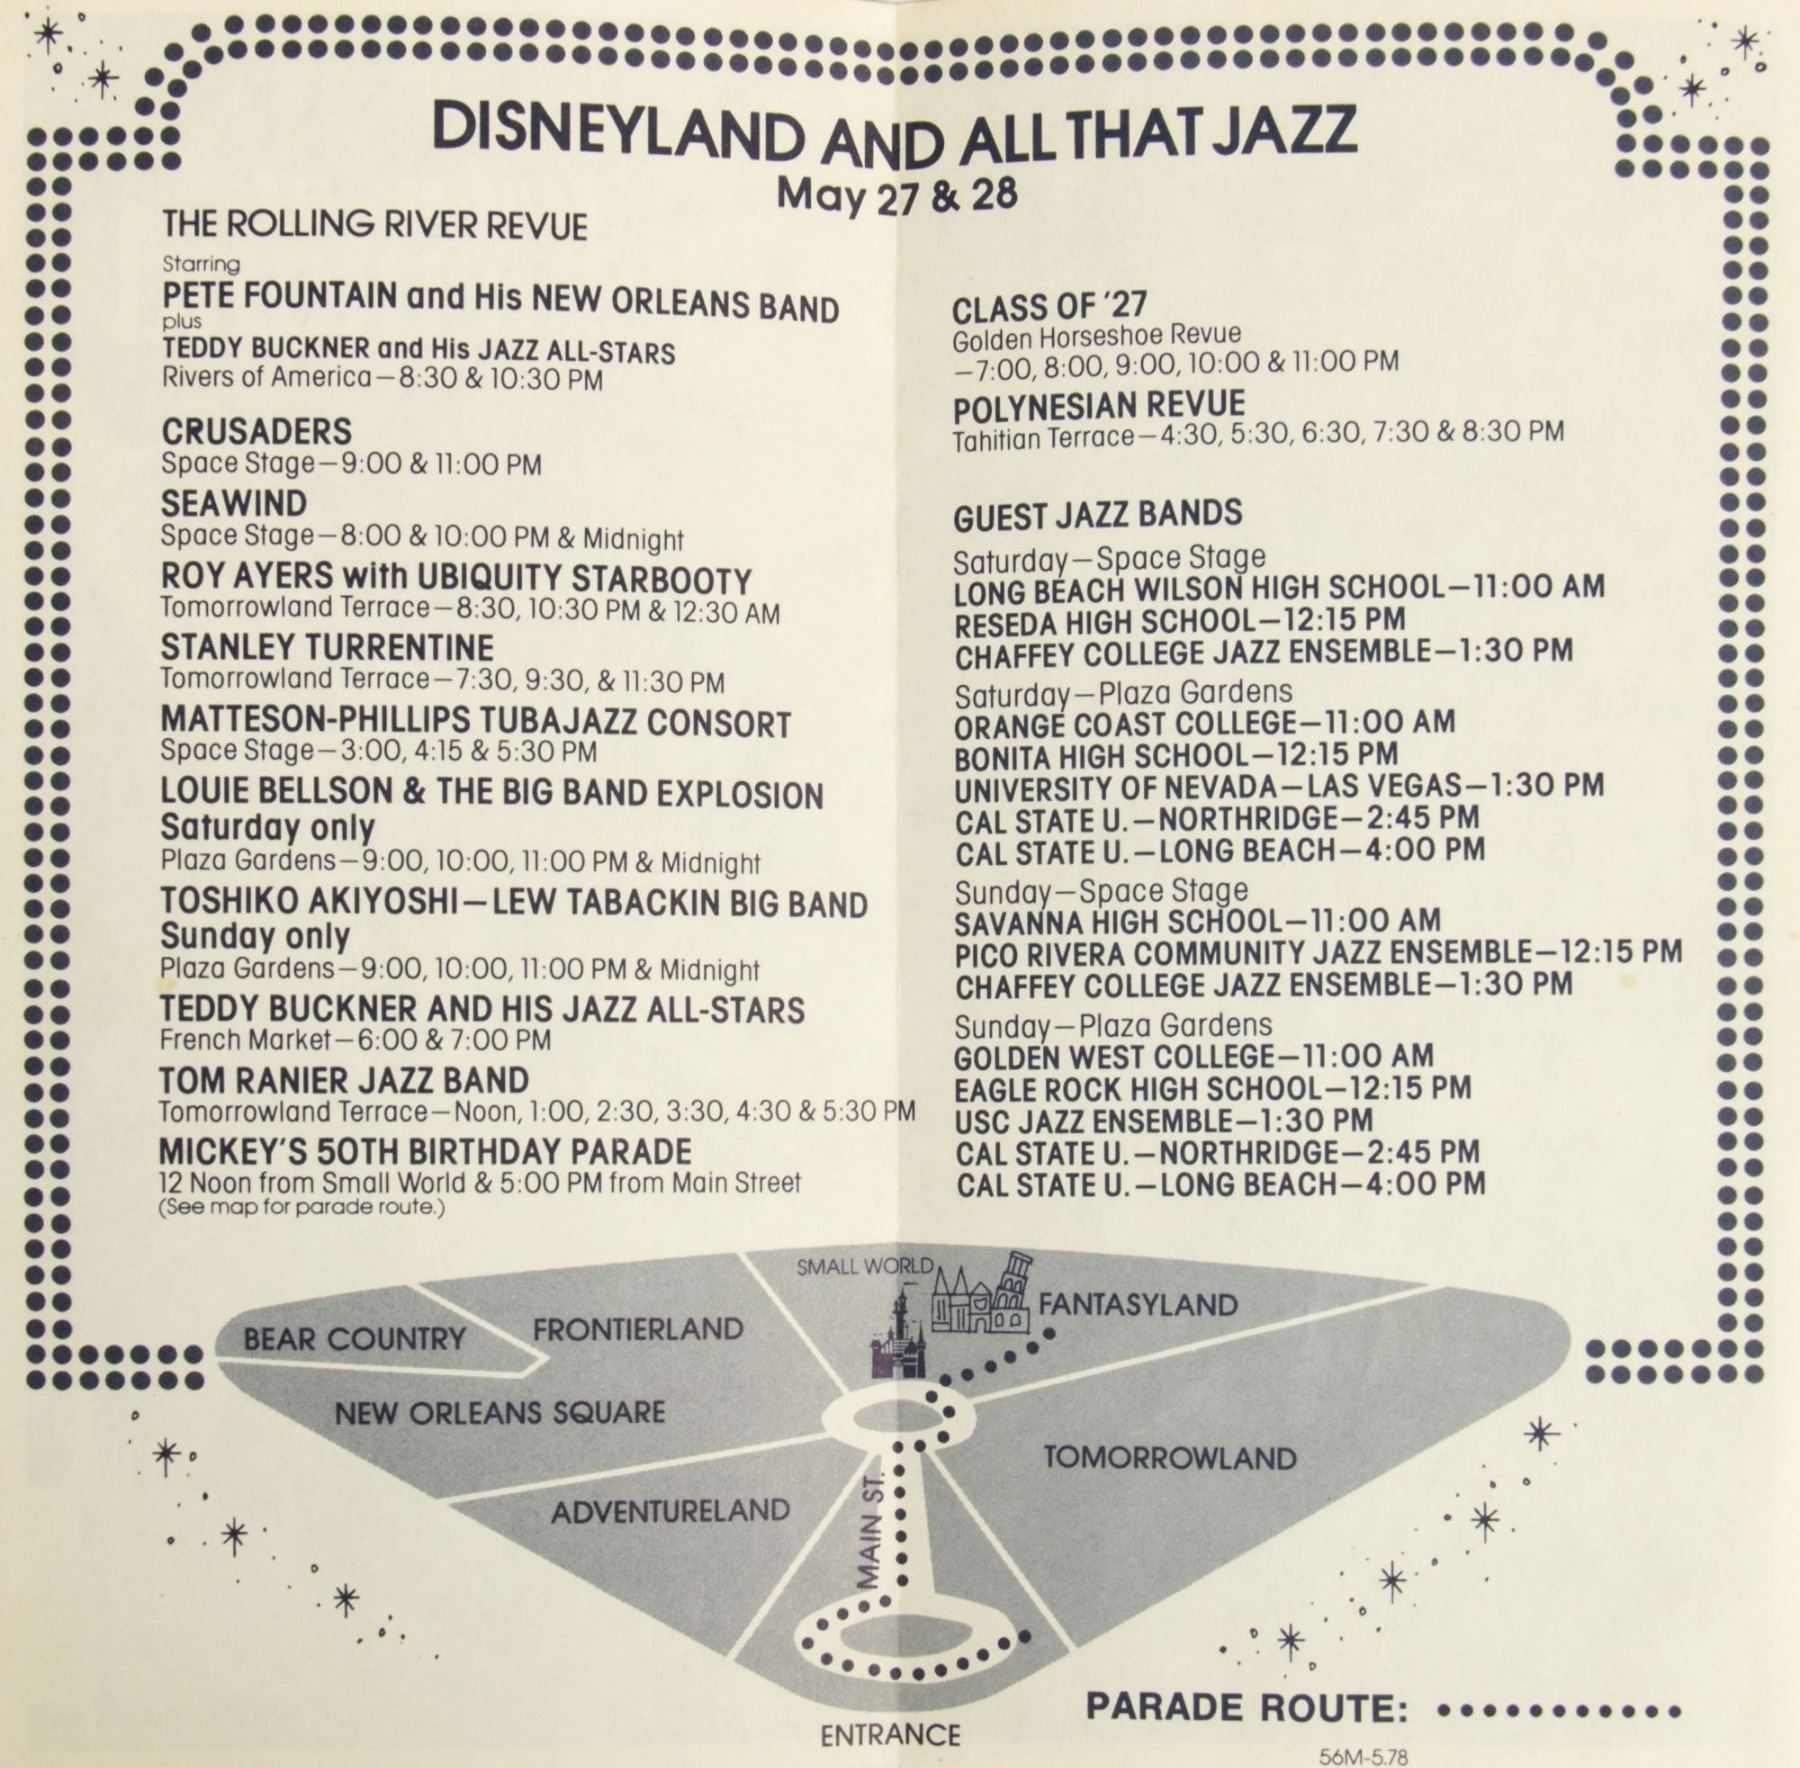 DISNEYLAND AND ALL THAT JAZZ
May 27 & 28
THE ROLLING RIVER REVUE
Starring
PETE FOUNTAIN and His NEW ORLEANS BAND
plus
TEDDY BUCKNER and His JAZZ ALL-STARS
Rivers of America—8:30 & 10:30 PM
CRUSADERS
Space Stage—9:00 & 11:00 PM
SEAWIND
Space Stage—8:00 & 10:00 PM & Midnight
ROY AYERS with UBIQUITY STARBOOTY
Tomorrowland Terrace—8:30, 10:30 PM & 12:30 AM
STANLEY TURRENTINE
Tomorrowland Terrace—7:30, 9:30, & 11:30 PM
MATTESON-PHILLIPS TUBAJAZZ CONSORT
Space Stage—3:00, 4:15 & 5:30 PM
LOUIE BELLSON & THE BIG BAND EXPLOSION
Saturday only
Plaza Gardens—9:00, 10:00, 11:00 PM & Midnight
TOSHIKO AKIYOSHI—LEW TABACKIN BIG BAND
Sunday only
Plaza Gardens—9:00, 10:00, 11:00 PM & Midnight
TEDDY BUCKNER AND HIS JAZZ ALL-STARS
French Market—6:00 & 7:00 PM
TOM RANIER JAZZ BAND
Tomorrowland Terrace—Noon, 1:00, 2:30, 3:30, 4:30 & 5:30 PM
MICKEY'S 50TH BIRTHDAY PARADE
12 Noon from Small World & 5:00 PM from Main Street
(See map for parade route.)
CLASS OF '27
Golden Horseshoe Revue
—7:00, 8:00, 9:00, 10:00 & 11:00 PM
POLYNESIAN REVUE
Tahitian Terrace—4:30, 5:30, 6:30, 7:30 & 8:30 PM
GUEST JAZZ BANDS
Saturday—Space Stage
LONG BEACH WILSON HIGH SCHOOL—11:00 AM
RESEDA HIGH SCHOOL—12:15 PM
CHAFFEY COLLEGE JAZZ ENSEMBLE—1:30 PM
Saturday—Plaza Gardens
ORANGE COAST COLLEGE—11:00 AM
BONITA HIGH SCHOOL—12:15 PM
UNIVERSITY OF NEVADA—LAS VEGAS—1:30 PM
CAL STATE U.—NORTHRIDGE—2:45 PM
CAL STATE U.—LONG BEACH—4:00 PM
Sunday—Space Stage
SAVANNA HIGH SCHOOL—11:00 AM
PICO RIVERA COMMUNITY JAZZ ENSEMBLE—12:15 PM
CHAFFEY COLLEGE JAZZ ENSEMBLE—1:30 PM
Sunday—Plaza Gardens
GOLDEN WEST COLLEGE—11:00 AM
EAGLE ROCK HIGH SCHOOL—12:15 PM
USC JAZZ ENSEMBLE—1:30 PM
CAL STATE U.—NORTHRIDGE—2:45 PM
CAL STATE U.—LONG BEACH—4:00 PM
SMALL WORLD
FANTASYLAND
BEAR COUNTRY
FRONTIERLAND
NEW ORLEANS SQUARE
TOMORROWLAND
ADVENTURELAND
MAIN ST.
ENTRANCE
PARADE ROUTE:
56M-5.78